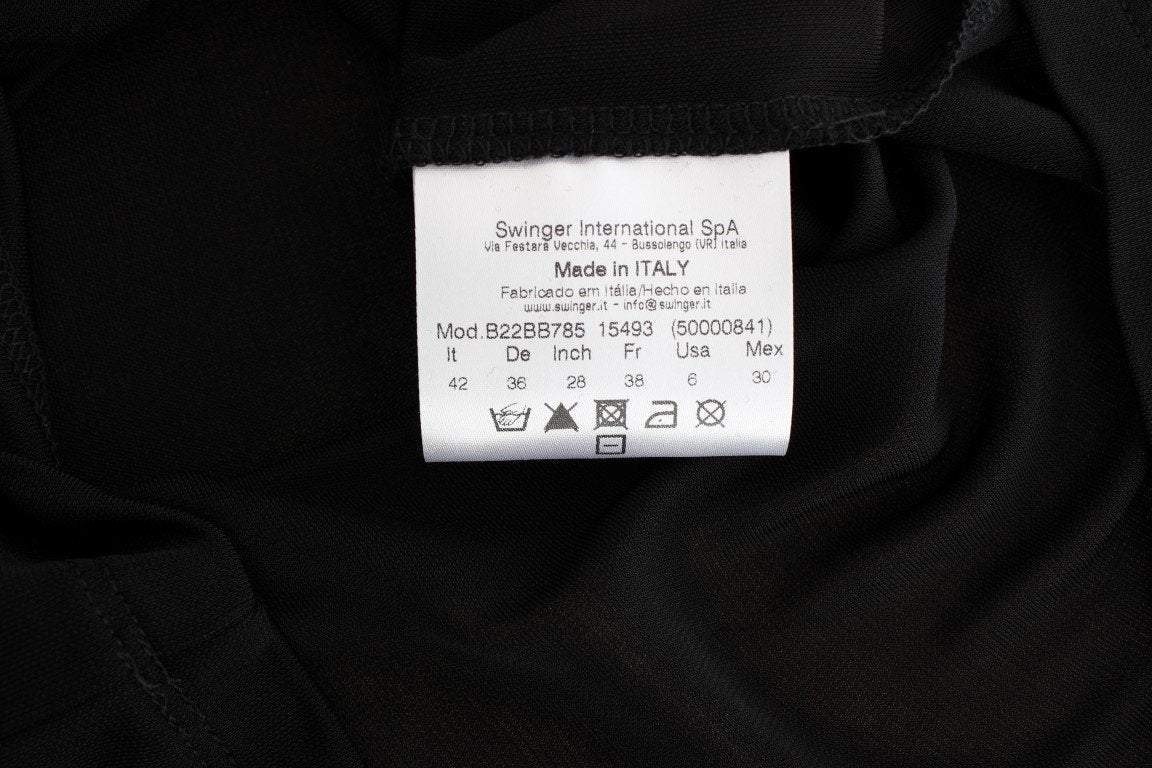 Swinger International SpA
Via Festara Vecchia, 44 - Bussolengo (VR) Italia
Made in ITALY
Fabricado em Itália/Hecho en Italia
www.swinger.it - info@swinger.it
Mod.B22BB785 15493 (50000841)
It De Inch Fr Usa Mex
42 36 28 38 6 30